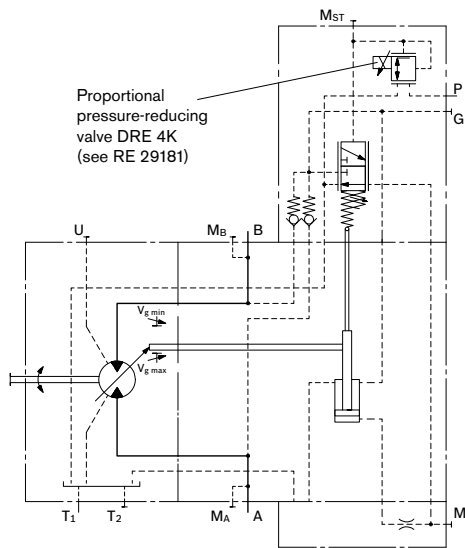 MST
P
G
Proportional
pressure-reducing
valve DRE 4K
(see RE 29181)
U
MB
B
Vg min
Vg max
T1
T2
MA
A
M